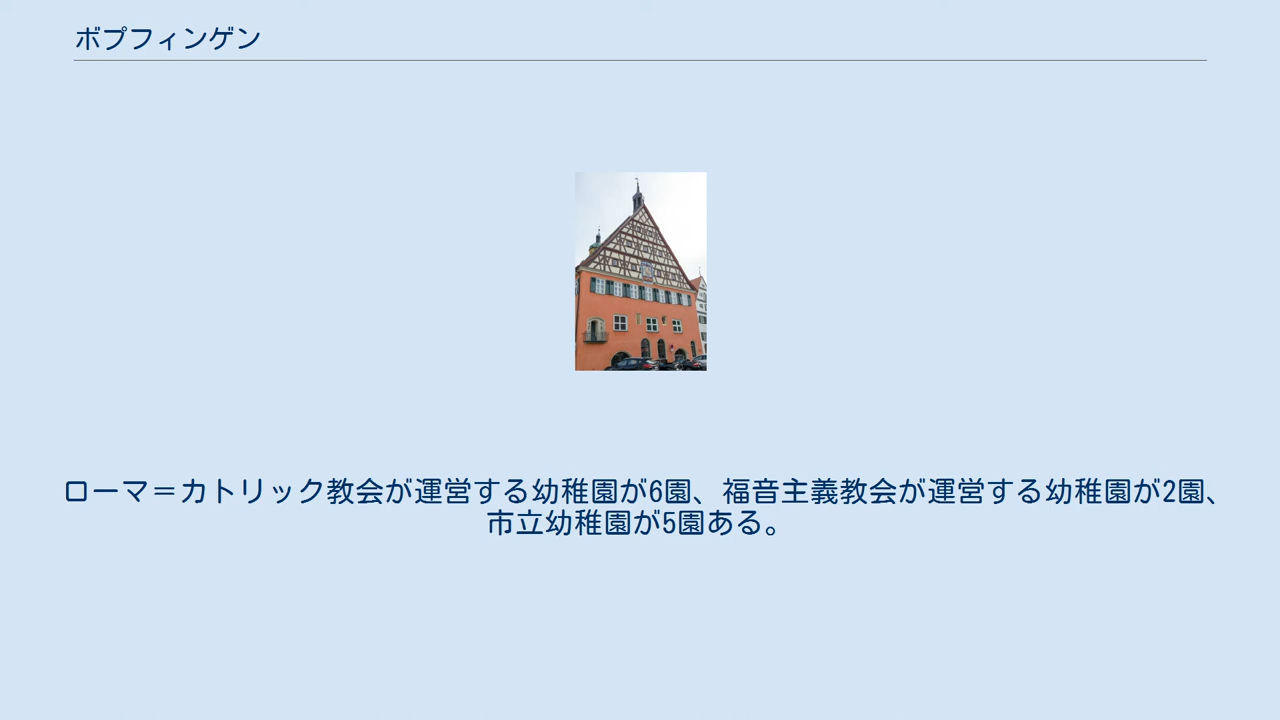 ボプフィンゲン
ローマ＝カトリック教会が運営する幼稚園が6園、福音主義教会が運営する幼稚園が2園、
市立幼稚園が5園ある。